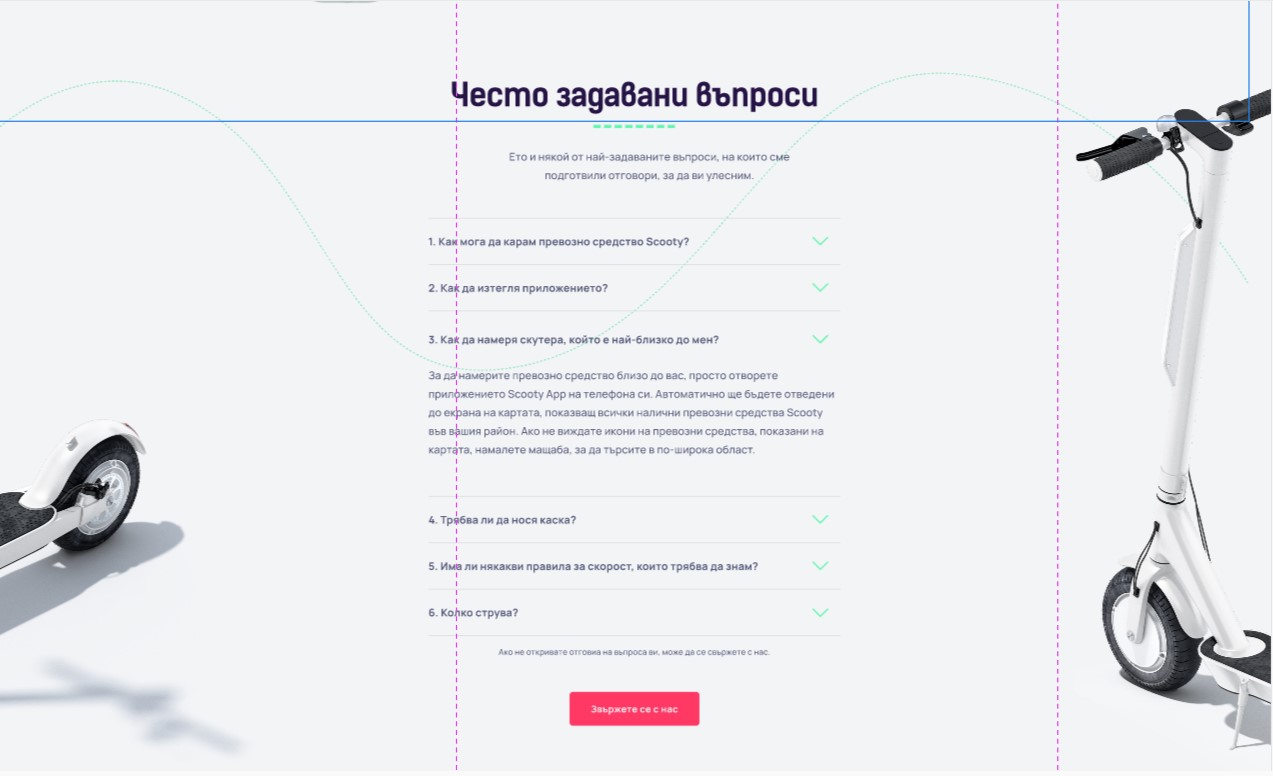 Често задавани въпроси
Ето и някой от най-задаваните въпроси, на които сме
подготвили отговори, за да ви улесним.
1. Как мога да карам превозно средство Scooty?
2. Как да изтегля приложението?
3. Как да намеря скутера, който е най-близко до мен?
За да намерите превозно средство близо до вас, просто отворете
приложението Scooty App на телефона си. Автоматично ще бъдете отведени
до екрана на картата, показващ всички налични превозни средства Scooty
във вашия район. Ако не виждате икони на превозни средства, показани на
картата, намалете мащаба, за да търсите в по-широка област.
4. Трябва ли да нося каска?
5. Има ли някакви правила за скорост, които трябва да знам?
6. Колко струва?
Ако не откривате отговиа на въпроса ви, може да се свържете с нас.
Звържете се с нас